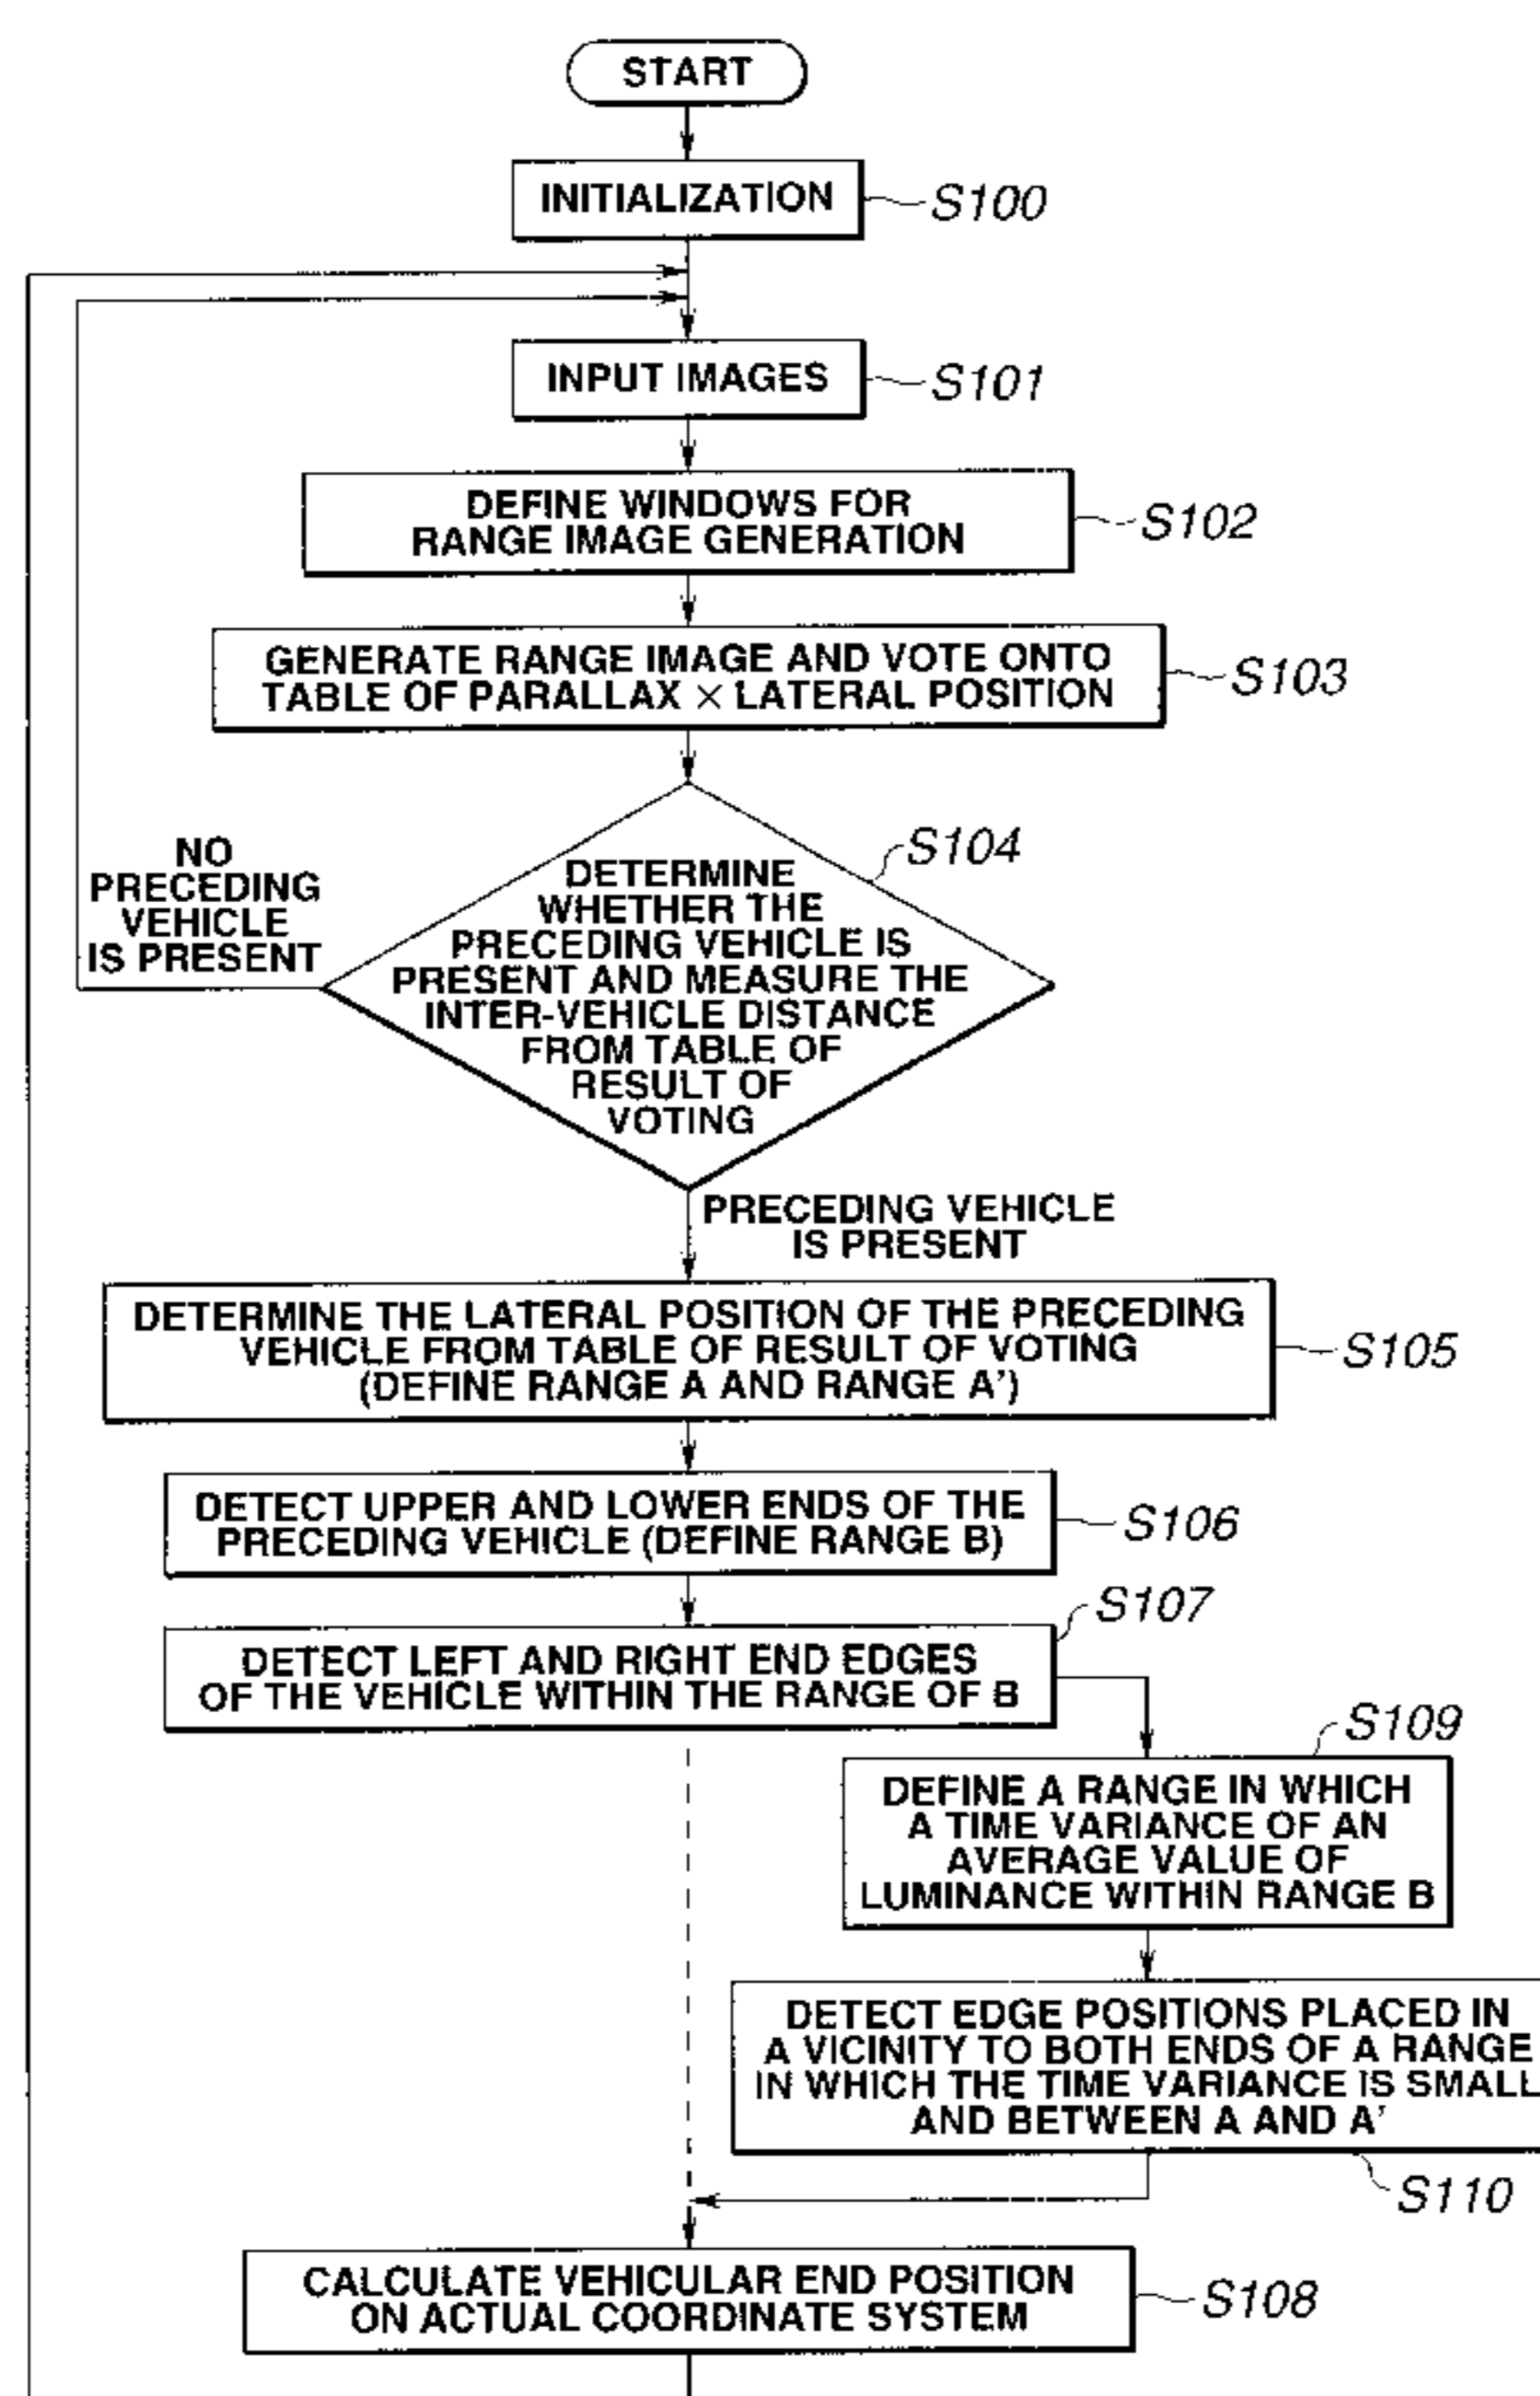 START
INITIALIZATION
S100
INPUT IMAGES
S101
DEFINE WINDOWS FOR
RANGE IMAGE GENERATION
S102
GENERATE RANGE IMAGE AND VOTE ONTO
TABLE OF PARALLAX × LATERAL POSITION
S103
NO
PRECEDING
VEHICLE
IS PRESENT
S104
DETERMINE
WHETHER THE
PRECEDING VEHICLE IS
PRESENT AND MEASURE THE
INTER-VEHICLE DISTANCE
FROM TABLE OF
RESULT OF
VOTING
PRECEDING VEHICLE
IS PRESENT
DETERMINE THE LATERAL POSITION OF THE PRECEDING
VEHICLE FROM TABLE OF RESULT OF VOTING
(DEFINE RANGE A AND RANGE A')
S105
DETECT UPPER AND LOWER ENDS OF THE
PRECEDING VEHICLE (DEFINE RANGE B)
S106
S107
DETECT LEFT AND RIGHT END EDGES
OF THE VEHICLE WITHIN THE RANGE OF B
S109
DEFINE A RANGE IN WHICH
A TIME VARIANCE OF AN
AVERAGE VALUE OF
LUMINANCE WITHIN RANGE B
DETECT EDGE POSITIONS PLACED IN
A VICINITY TO BOTH ENDS OF A RANGE
IN WHICH THE TIME VARIANCE IS SMALL
AND BETWEEN A AND A'
S110
CALCULATE VEHICULAR END POSITION
ON ACTUAL COORDINATE SYSTEM
S108